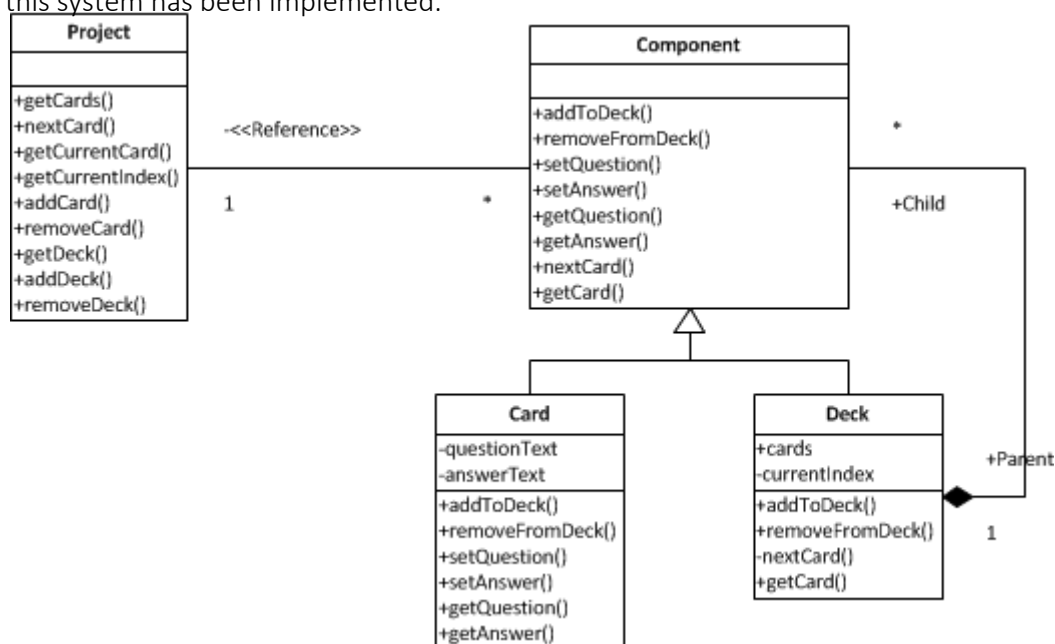 this system has been implemented.
Project
+getCards()
+nextCard()
+getCurrentCard()
+getCurrentIndex()
+addCard()
+removeCard()
+getDeck()
+addDeck()
+removeDeck()
-<<Reference>>
1
*
Component
+addToDeck()
+removeFromDeck()
+setQuestion()
+setAnswer()
+getQuestion()
+getAnswer()
+nextCard()
+getCard()
*
+Child
Card
-questionText
-answerText
+addToDeck()
+removeFromDeck()
+setQuestion()
+setAnswer()
+getQuestion()
+getAnswer()
Deck
+cards
-currentIndex
+addToDeck()
+removeFromDeck()
-nextCard()
+getCard()
+Parent
1